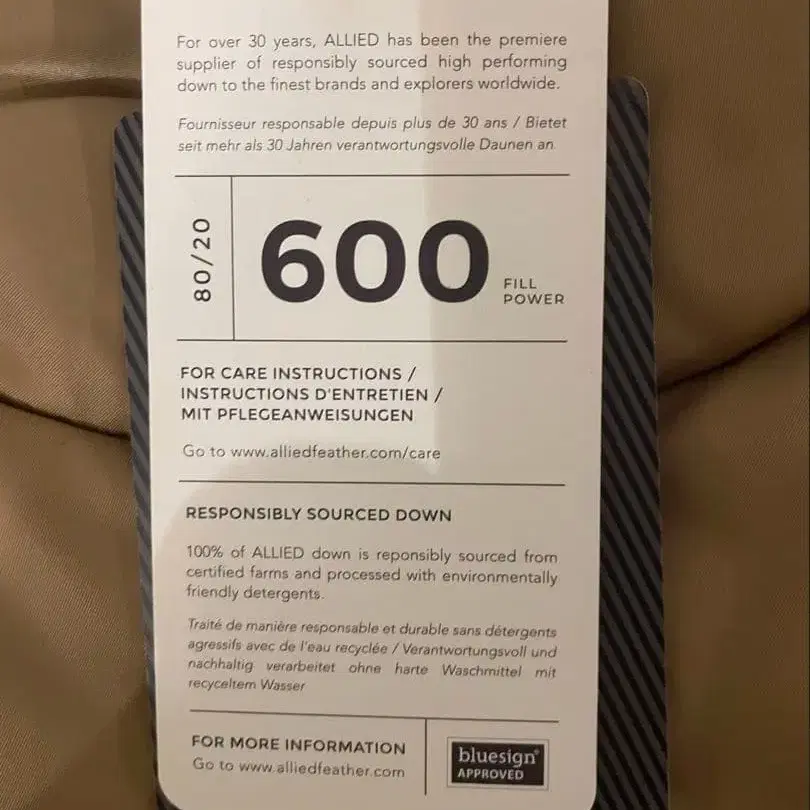 For over 30 years, ALLIED has been the premiere
supplier of responsibly sourced high performing
down to the finest brands and explorers worldwide.
Fournisseur responsable depuis plus de 30 ans / Bietet
seit mehr als 30 Jahren verantwortungsvolle Daunen an
80/20
600
FILL
POWER
FOR CARE INSTRUCTIONS /
INSTRUCTIONS D'ENTRETIEN /
MIT PFLEGEANWEISUNGEN
Go to www.alliedfeather.com/care
RESPONSIBLY SOURCED DOWN
100% of ALLIED down is reponsibly sourced from
certified farms and processed with environmentally
friendly detergents.
Traité de manière responsable et durable sans détergents
agressifs avec de l'eau recyclée / Verantwortungsvoll und
nachhaltig verarbeitet ohne harte Waschmittel mit
recyceltem Wasser
FOR MORE INFORMATION
Go to www.alliedfeather.com
bluesign®
APPROVED